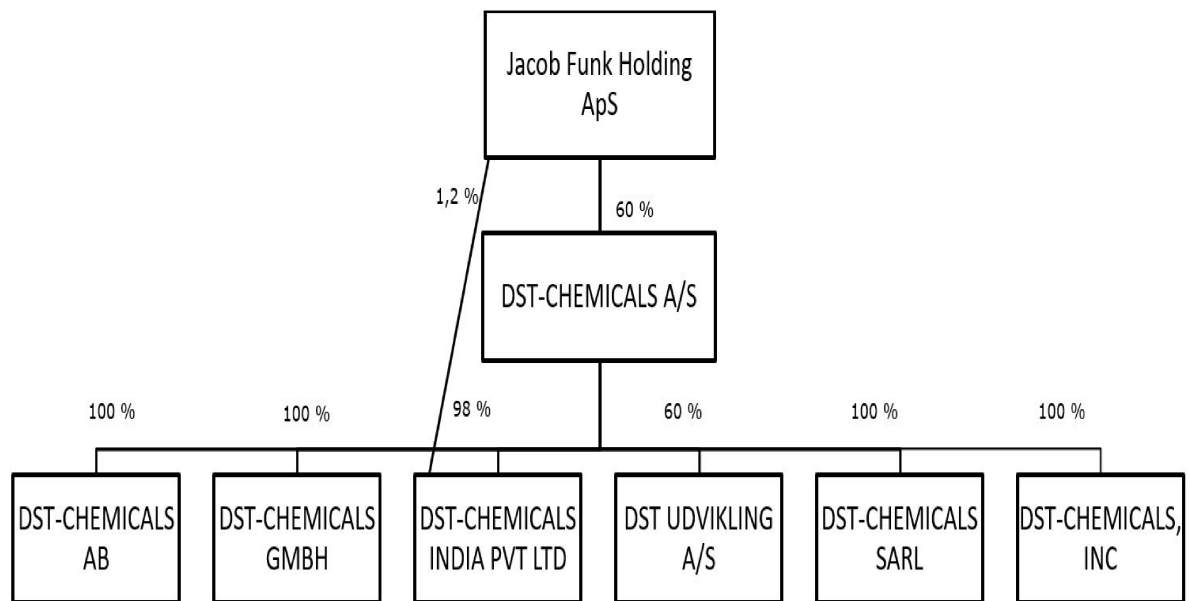 Jacob Funk Holding
ApS
1,2 %
60 %
DST-CHEMICALS A/S
100 %
100 %
98 %
60 %
100 %
100 %
DST-CHEMICALS
AB
DST-CHEMICALS
GMBH
DST-CHEMICALS
INDIA PVT LTD
DST UDVIKLING
A/S
DST-CHEMICALS
SARL
DST-CHEMICALS,
INC